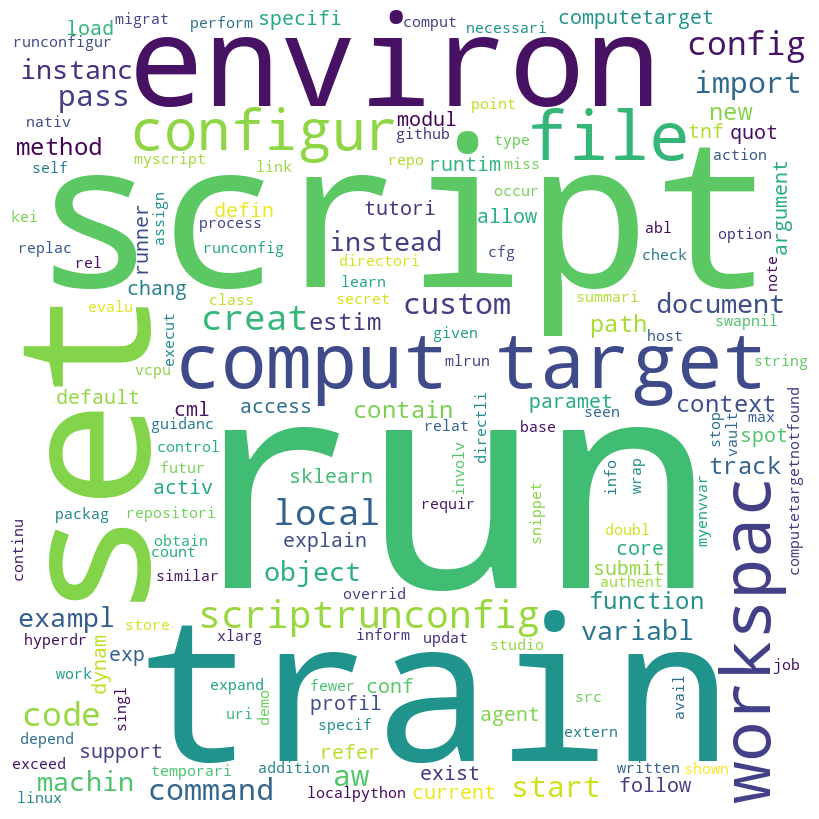 migrat perform specifi comput necessari computetarget
load
runconfigur environ config
instanc import
pass
configur modul point file new
nativ github type tnf quot
method myscript link repo runtim miss action
self
kei defin tutori allow occur abl option argument
assign process
replac runner script cfg check note
rel runconfig instead directori
chang learn
evalu class secret custom summari document
execut creat estim given path host swapnil
vcpu comput target mlrun string
default
cml access contain paramet context
guidanc relat directli base seen stop vault max spot
control set run
futur sklearn involv info wrap track
activ local snippet myenvvar computetargetnotfound
packag repositori requir doubl
obtain explain core
continu count similar object submit
authent
overrid function workspac
exampl scriptrunconfig variabl
store xlarg inform updat
hyperdr studio
dynam exp train
work singl expand fewer conf src avail job
code uri demo profil specif agent
depend support extern
exceed refer written shown
temporari addition aw exist follow
machin command localpython current start
linux